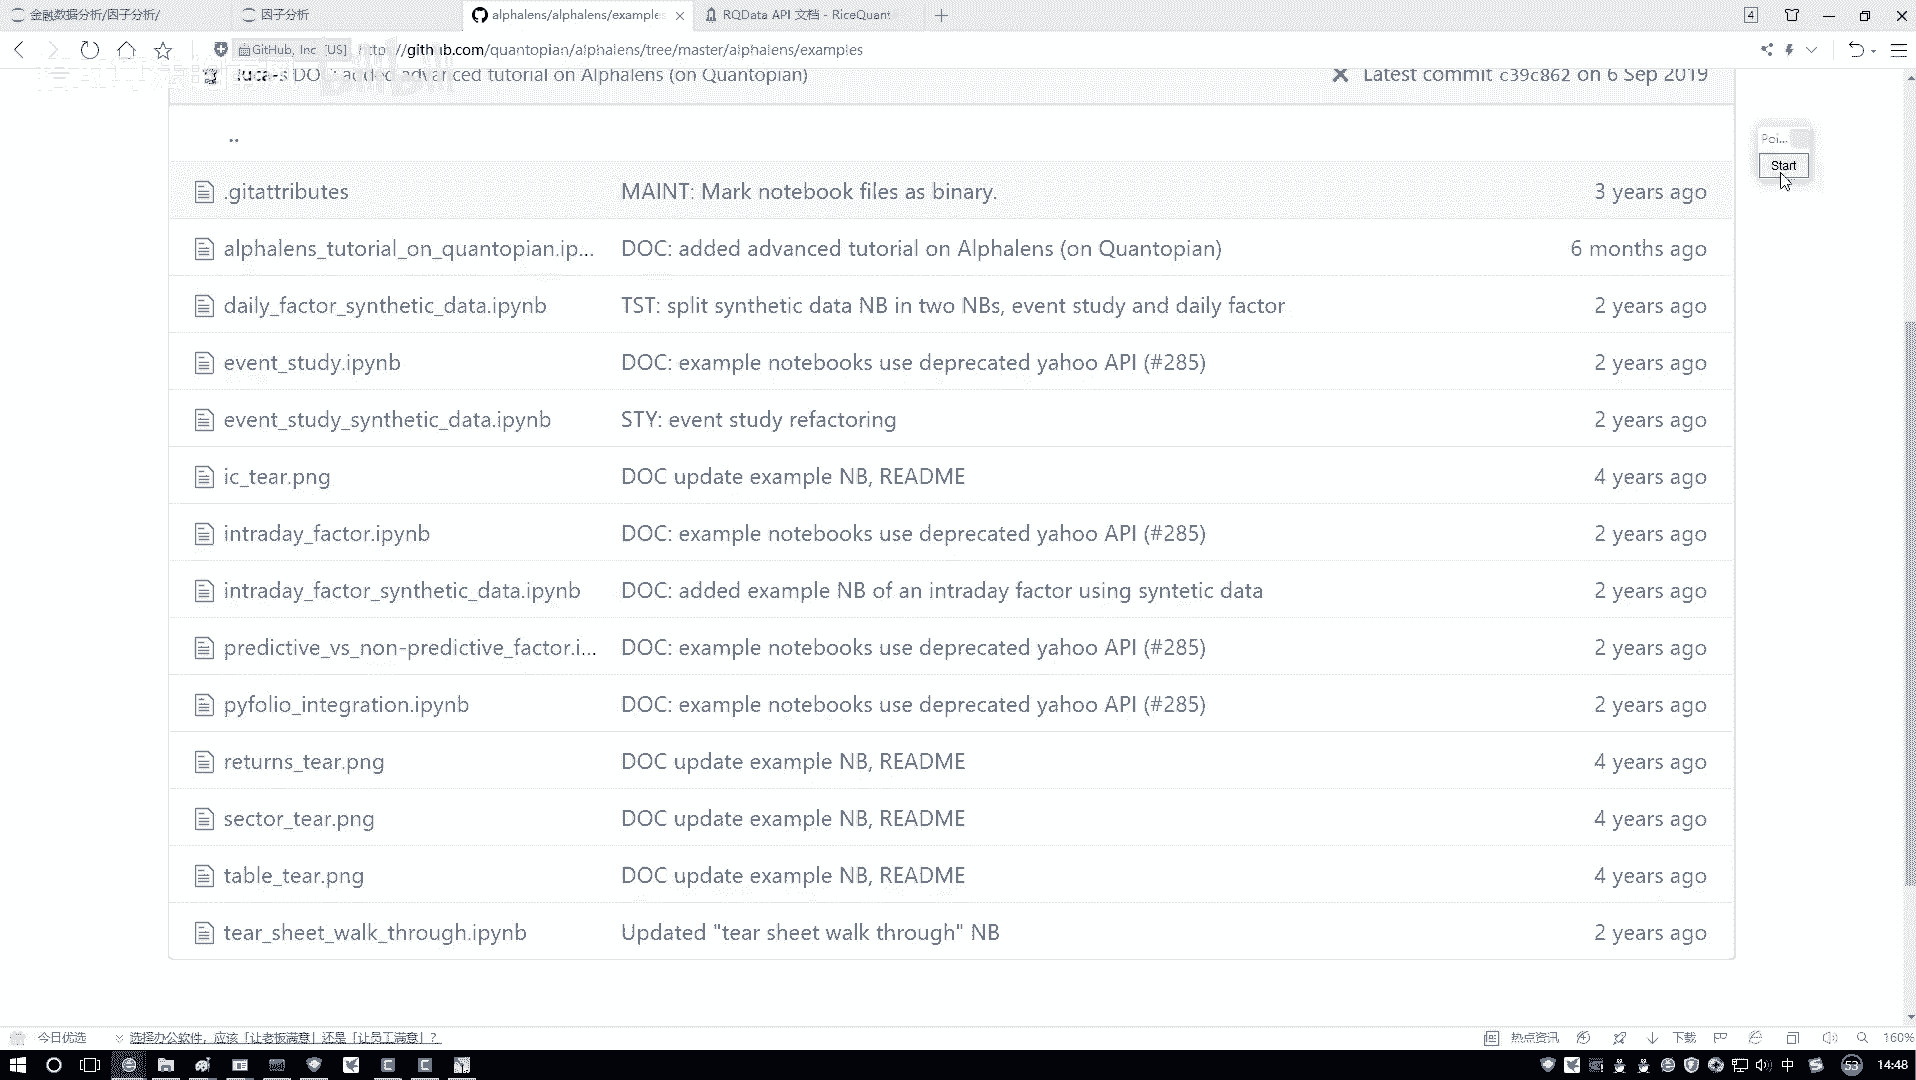 金融数据分析/因子分析/
因子分析
alphalens/alphalens/examples
RQData API 文档 - RiceQuant
4
GitHub, Inc. [US]
http://github.com/quantopian/alphalens/tree/master/alphalens/examples
luca-s DOC: added advanced tutorial on Alphalens (on Quantopian)
Latest commit c39c862 on 6 Sep 2019
..
Poi...
Start
.gitattributes MAINT: Mark notebook files as binary. 3 years ago
alphalens_tutorial_on_quantopian.ip... DOC: added advanced tutorial on Alphalens (on Quantopian) 6 months ago
daily_factor_synthetic_data.ipynb TST: split synthetic data NB in two NBs, event study and daily factor 2 years ago
event_study.ipynb DOC: example notebooks use deprecated yahoo API (#285) 2 years ago
event_study_synthetic_data.ipynb STY: event study refactoring 2 years ago
ic_tear.png DOC update example NB, README 4 years ago
intraday_factor.ipynb DOC: example notebooks use deprecated yahoo API (#285) 2 years ago
intraday_factor_synthetic_data.ipynb DOC: added example NB of an intraday factor using syntetic data 2 years ago
predictive_vs_non-predictive_factor.i... DOC: example notebooks use deprecated yahoo API (#285) 2 years ago
pyfolio_integration.ipynb DOC: example notebooks use deprecated yahoo API (#285) 2 years ago
returns_tear.png DOC update example NB, README 4 years ago
sector_tear.png DOC update example NB, README 4 years ago
table_tear.png DOC update example NB, README 4 years ago
tear_sheet_walk_through.ipynb Updated "tear sheet walk through" NB 2 years ago
今日优选 选择办公软件，应该「让老板满意」还是「让员工满意」？
热点资讯 下载 160%
中 53 14:48